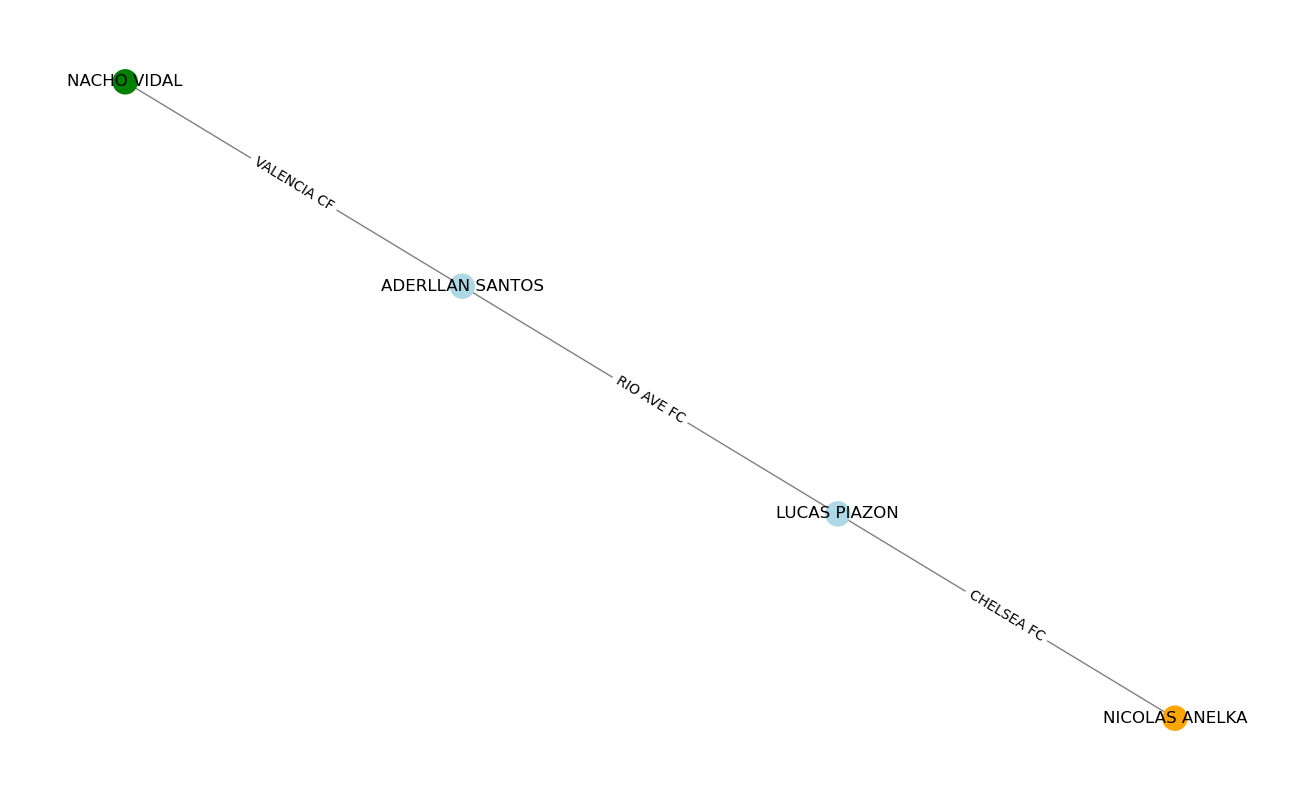 NACHO VIDAL
VALENCIA CF
ADERLLAN SANTOS
RIO AVE FC
LUCAS PIAZON
CHELSEA FC
NICOLAS ANELKA